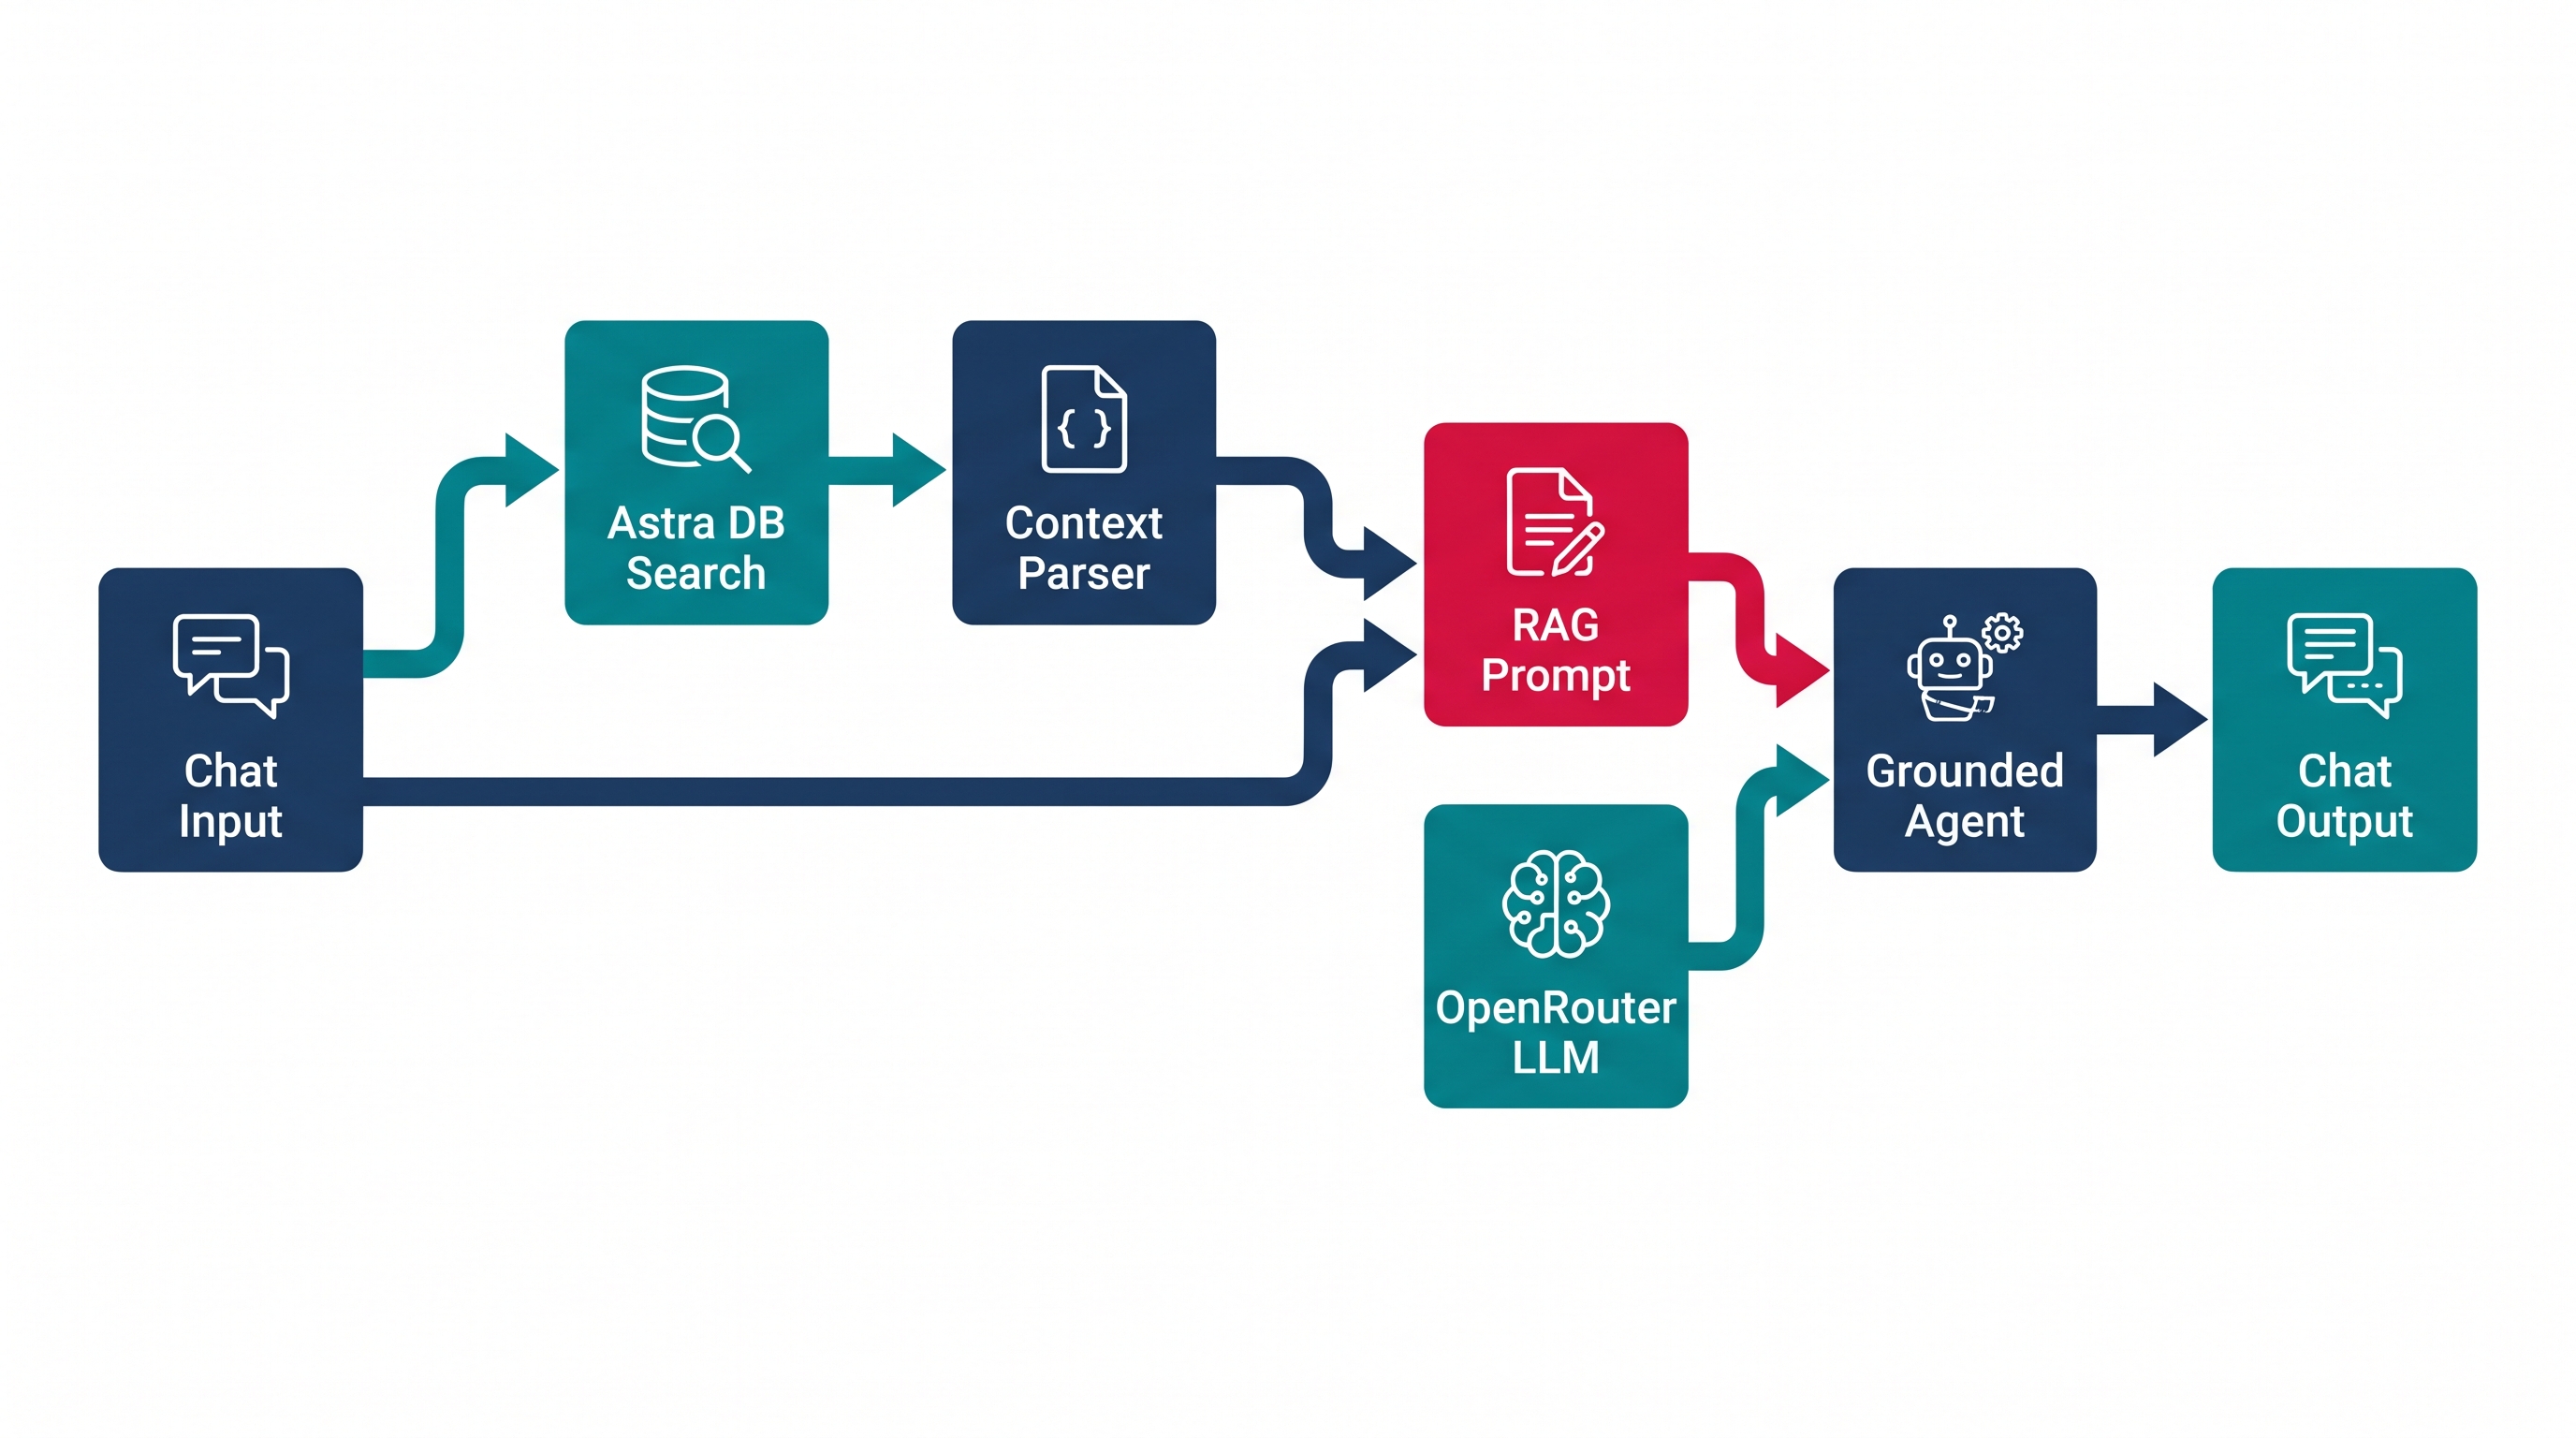 Chat
Input
Astra DB
Search
{ }
Context
Parser
RAG
Prompt
OpenRouter
LLM
Grounded
Agent
Chat
Output